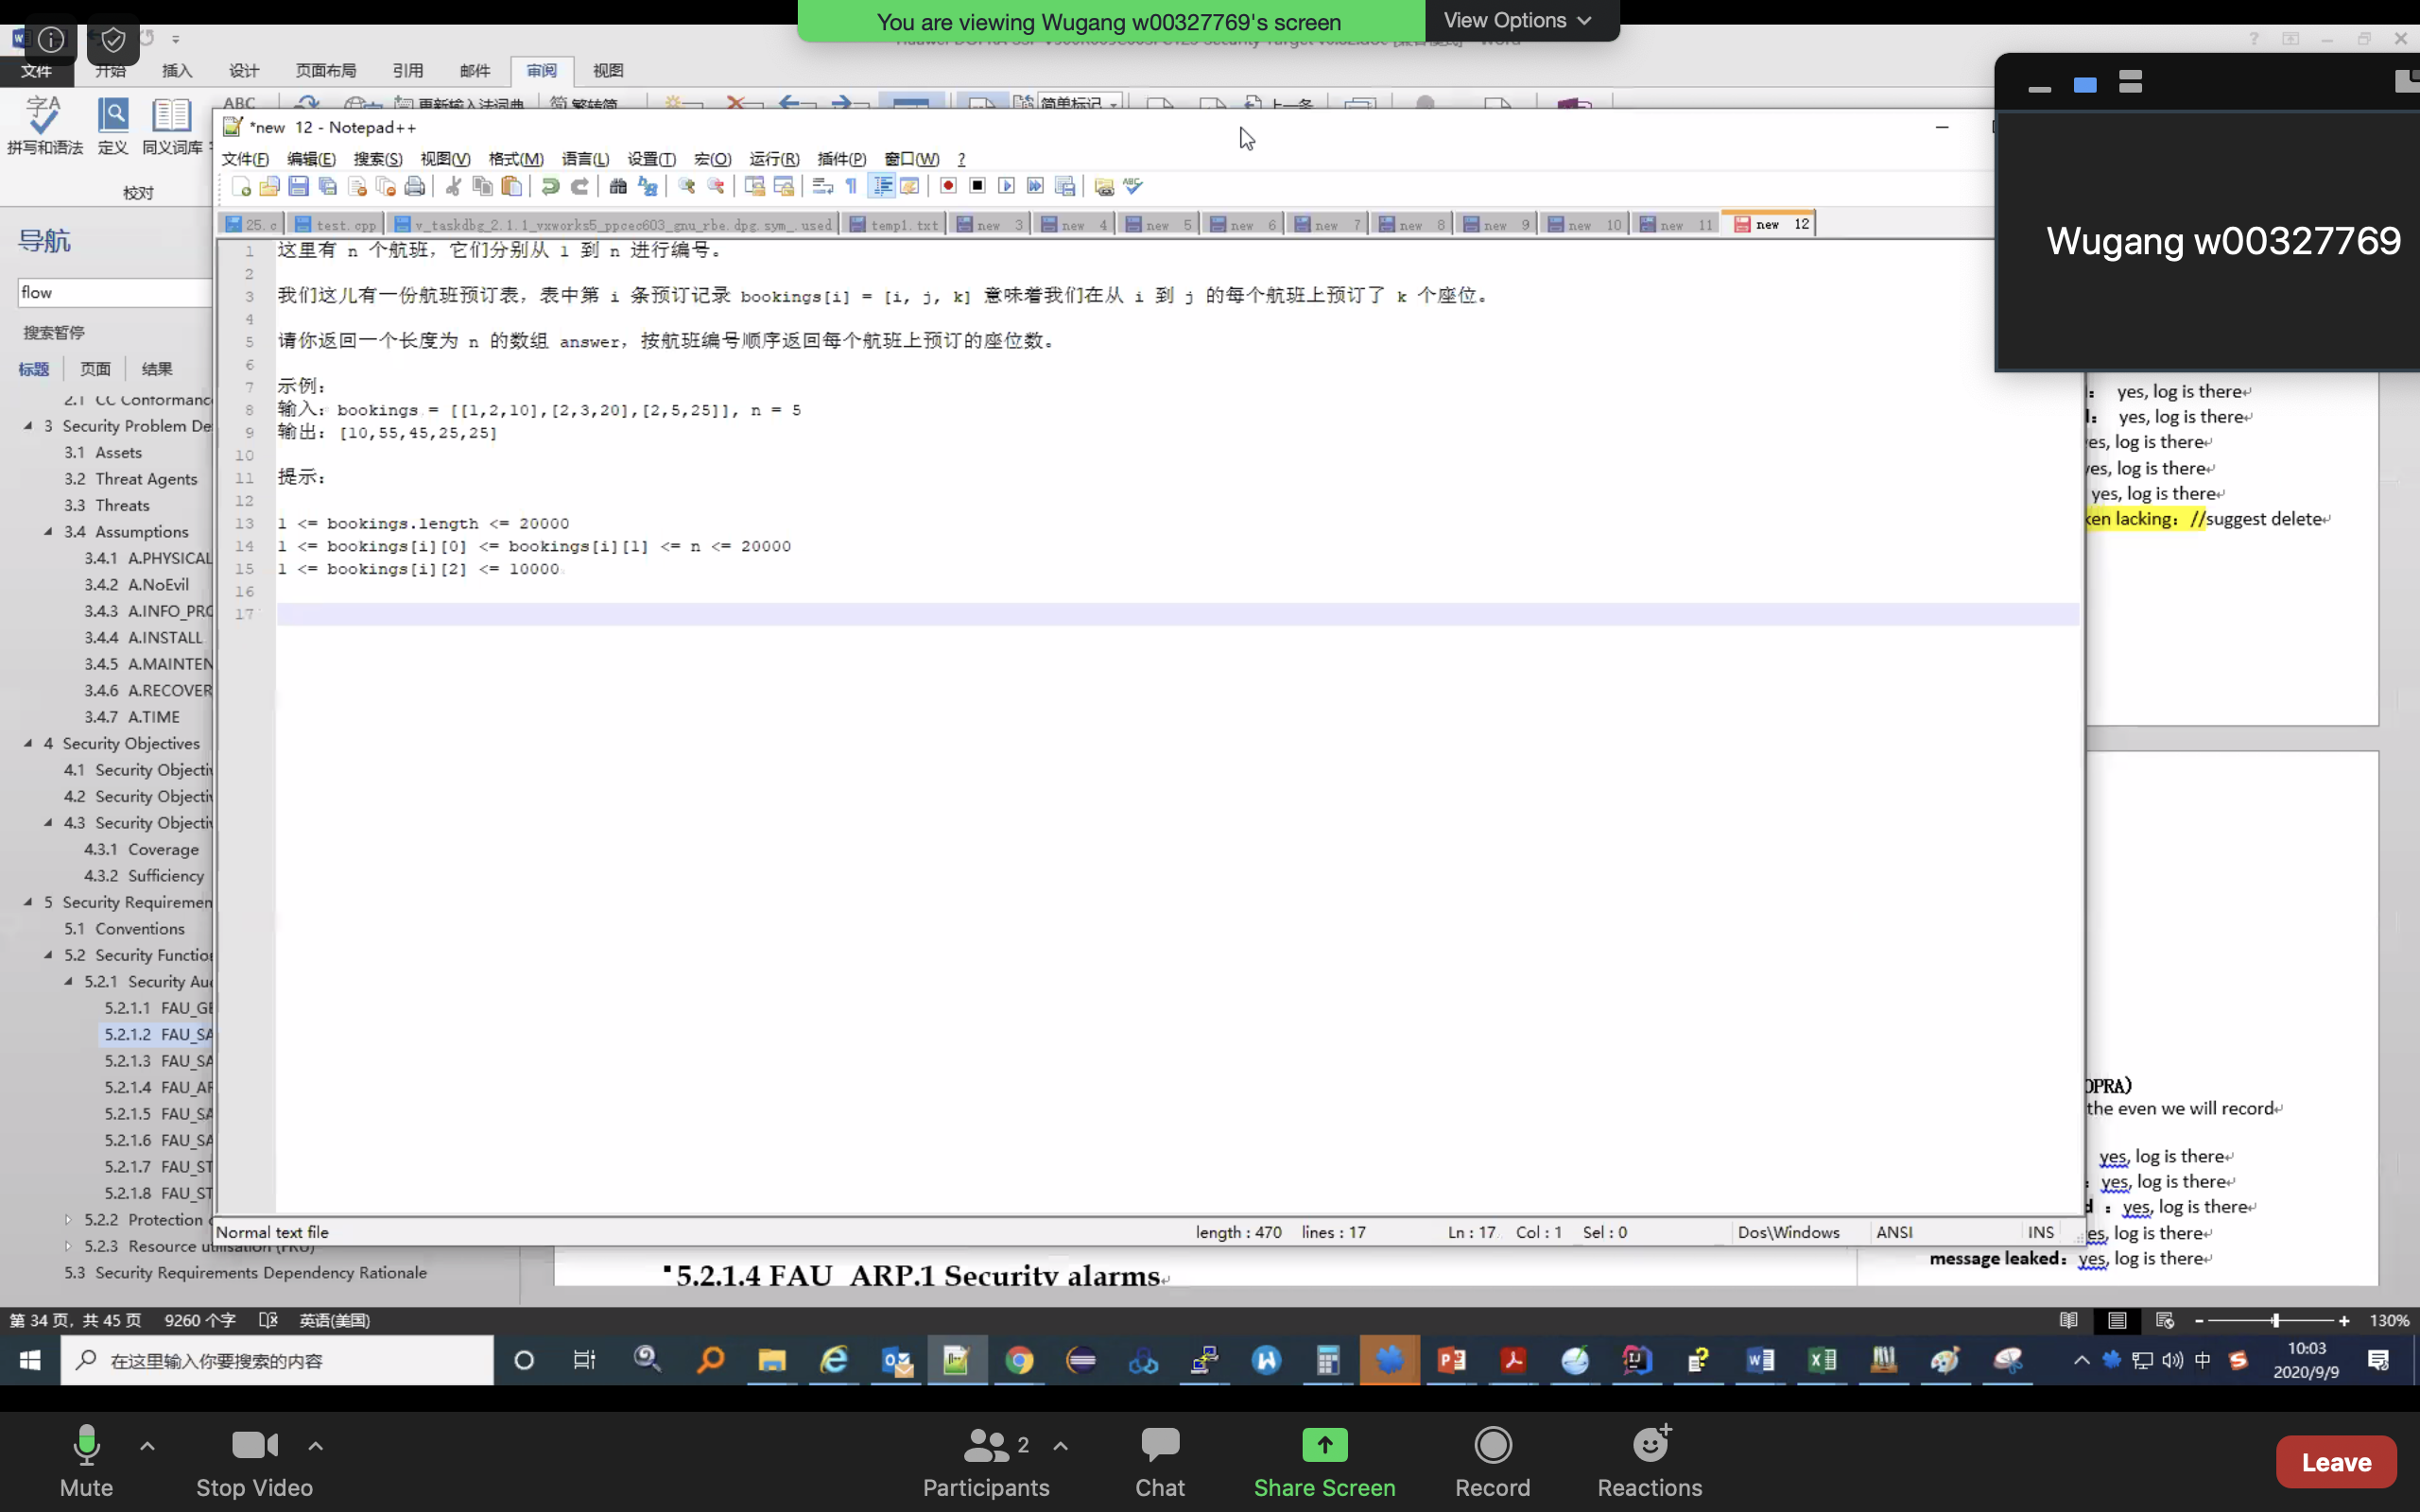 You are viewing Wugang w00327769's screen
View Options
文件 开始 插入 设计 页面布局 引用 邮件 审阅 视图
更新输入法词典
简单标记
拼写和语法 定义 同义词库
校对
*new 12 - Notepad++
文件(F) 编辑(E) 搜索(S) 视图(V) 格式(M) 语言(L) 设置(T) 宏(O) 运行(R) 插件(P) 窗口(W) ?
25.c test.cpp v_taskdbg_2.1.1_vxworks5_ppcec603_gnu_rbe.dpg.sym_.used temp1.txt new 3 new 4 new 5 new 6 new 7 new 8 new 9 new 10 new 11 new 12
Wugang w00327769
导航
flow
搜索暂停
标题 页面 结果
2.1 CC Conformanc
3 Security Problem De
3.1 Assets
3.2 Threat Agents
3.3 Threats
3.4 Assumptions
3.4.1 A.PHYSICAL
3.4.2 A.NoEvil
3.4.3 A.INFO_PRO
3.4.4 A.INSTALL
3.4.5 A.MAINTEN
3.4.6 A.RECOVER
3.4.7 A.TIME
4 Security Objectives
4.1 Security Objecti
4.2 Security Objecti
4.3 Security Objecti
4.3.1 Coverage
4.3.2 Sufficiency
5 Security Requiremen
5.1 Conventions
5.2 Security Functio
5.2.1 Security Au
5.2.1.1 FAU_GE
5.2.1.2 FAU_SA
5.2.1.3 FAU_SA
5.2.1.4 FAU_AR
5.2.1.5 FAU_SA
5.2.1.6 FAU_SA
5.2.1.7 FAU_ST
5.2.1.8 FAU_ST
5.2.2 Protection
5.2.3 Resource utilisation (FRU)
5.3 Security Requirements Dependency Rationale
1 这里有 n 个航班，它们分别从 1 到 n 进行编号。
2
3 我们这儿有一份航班预订表，表中第 i 条预订记录 bookings[i] = [i, j, k] 意味着我们在从 i 到 j 的每个航班上预订了 k 个座位。
4
5 请你返回一个长度为 n 的数组 answer，按航班编号顺序返回每个航班上预订的座位数。
6
7 示例：
8 输入：bookings = [[1,2,10],[2,3,20],[2,5,25]], n = 5
9 输出：[10,55,45,25,25]
10
11 提示：
12
13 1 <= bookings.length <= 20000
14 1 <= bookings[i][0] <= bookings[i][1] <= n <= 20000
15 1 <= bookings[i][2] <= 10000
16
17
yes, log is there
yes, log is there
es, log is there
yes, log is there
yes, log is there
ken lacking：//suggest delete
OPRA)
the even we will record
yes, log is there
yes, log is there
d ：yes, log is there
es, log is there
message leaked：yes, log is there
Normal text file length : 470 lines : 17 Ln : 17 Col : 1 Sel : 0 Dos\Windows ANSI INS
5.2.1.4 FAU_ARP.1 Security alarms
第 34 页，共 45 页 9260 个字 英语(美国) 130%
在这里输入你要搜索的内容
中
10:03
2020/9/9
Mute Stop Video Participants 2 Chat Share Screen Record Reactions Leave